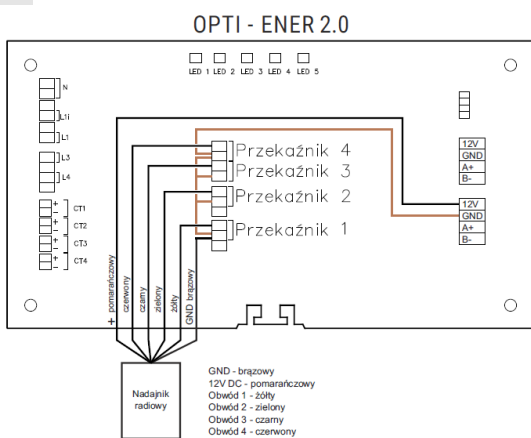 OPTI - ENER 2.0
LED 1 LED 2 LED 3 LED 4 LED 5
N
L1i
L1
L3
L4
+
-
CT1
+
-
CT2
+
-
CT3
+
-
CT4
Przekaźnik 4
Przekaźnik 3
Przekaźnik 2
Przekaźnik 1
12V
GND
A+
B-
12V
GND
A+
B-
+ pomarańczowy
czerwony
czarny
zielony
żółty
GND brązowy
Nadajnik
radiowy
GND - brązowy
12V DC - pomarańczowy
Obwód 1 - żółty
Obwód 2 - zielony
Obwód 3 - czarny
Obwód 4 - czerwony